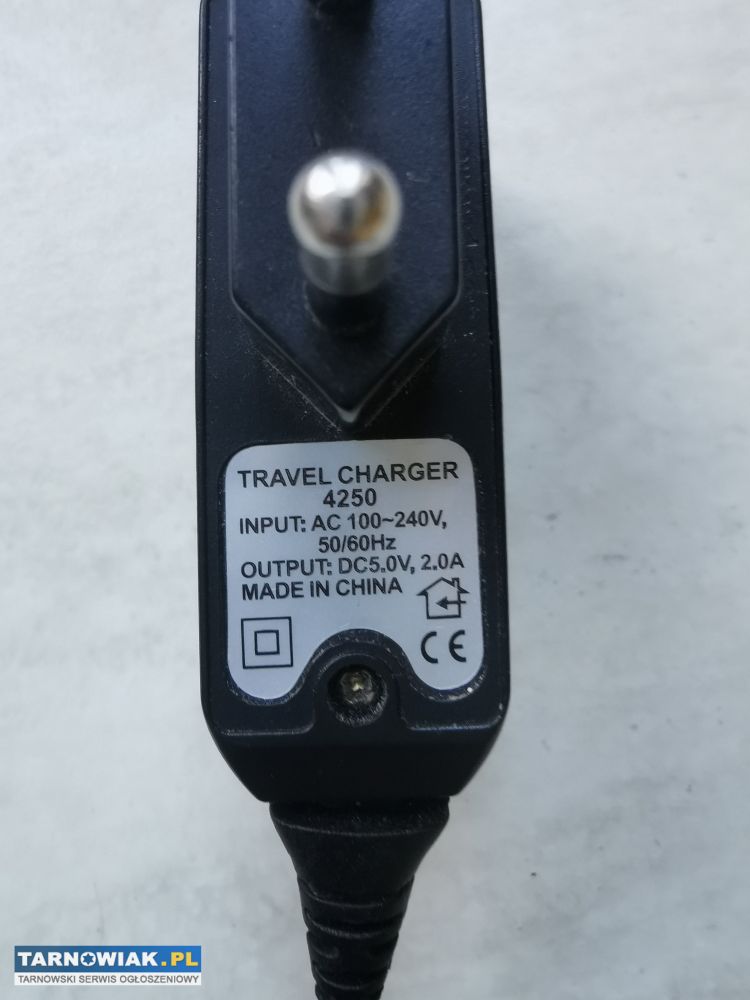 TRAVEL CHARGER
4250
INPUT: AC 100~240V,
50/60Hz
OUTPUT: DC5.0V, 2.0A
MADE IN CHINA
CE
TARNOWIAK.PL
TARNOWSKI SERWIS OGŁOSZENIOWY